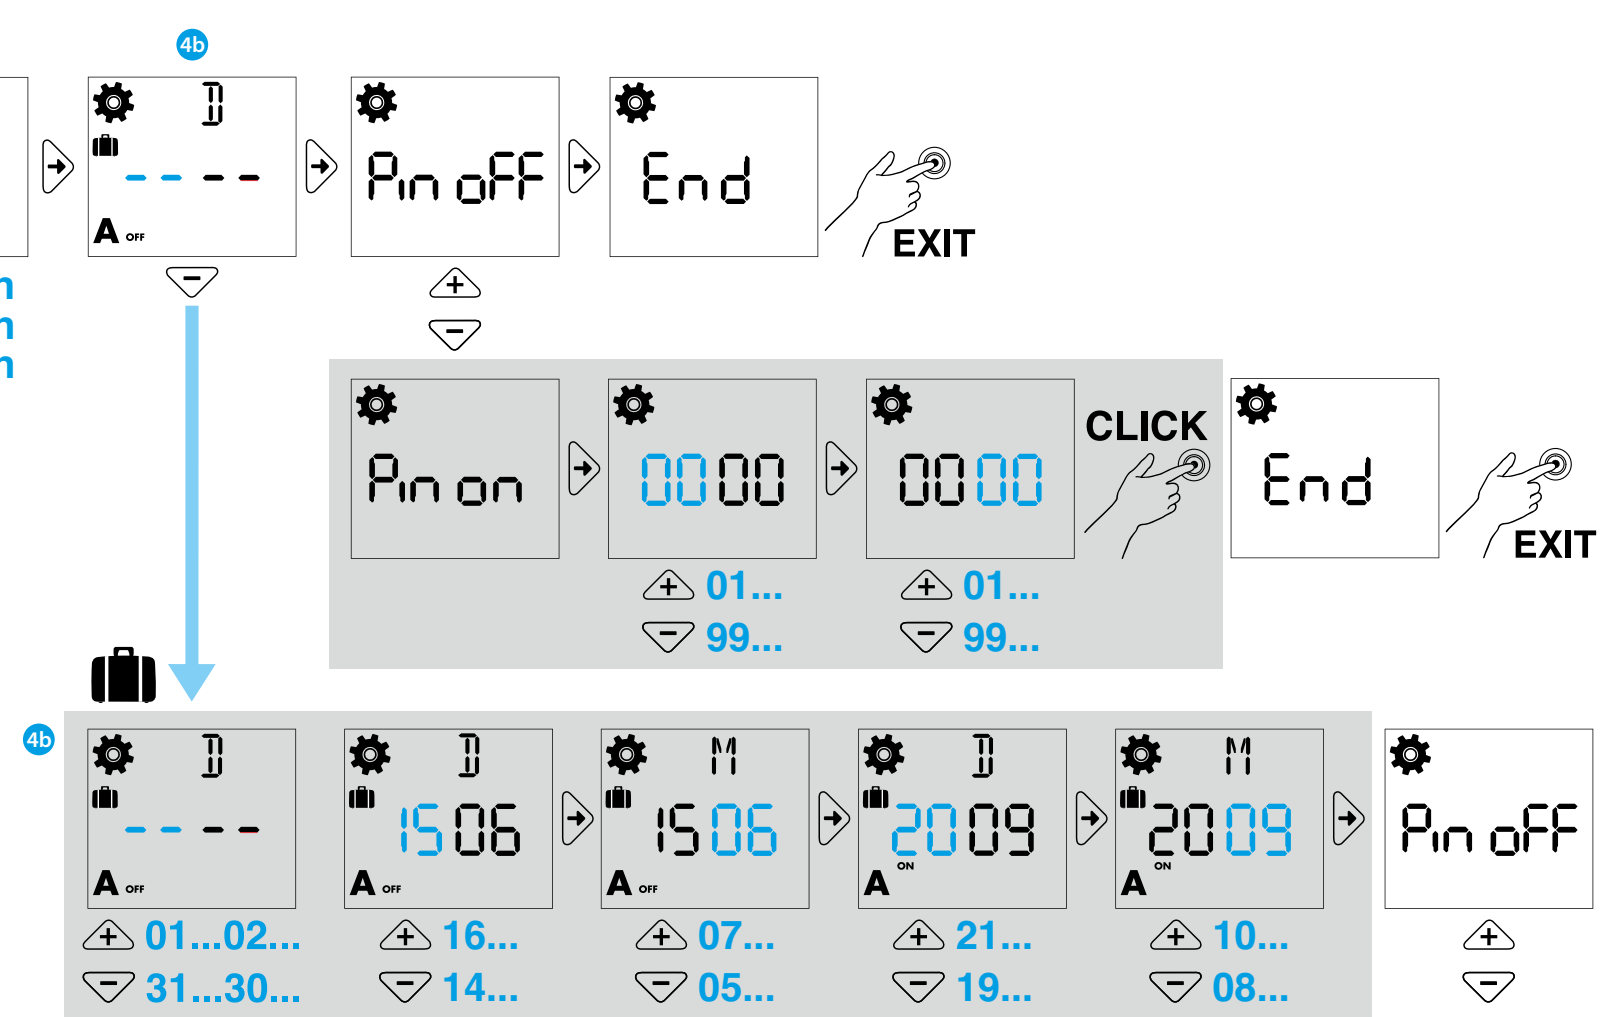 4b
D
-- --
A OFF
Pin oFF
End
EXIT
n
n
n
Pin on
0000
0000
CLICK
End
EXIT
01... 01...
99... 99...
4b
D D M D M
-- -- 1506 1506 2009 2009 Pin oFF
A OFF A OFF A OFF A ON A ON
01...02... 16... 07... 21... 10...
31...30... 14... 05... 19... 08...